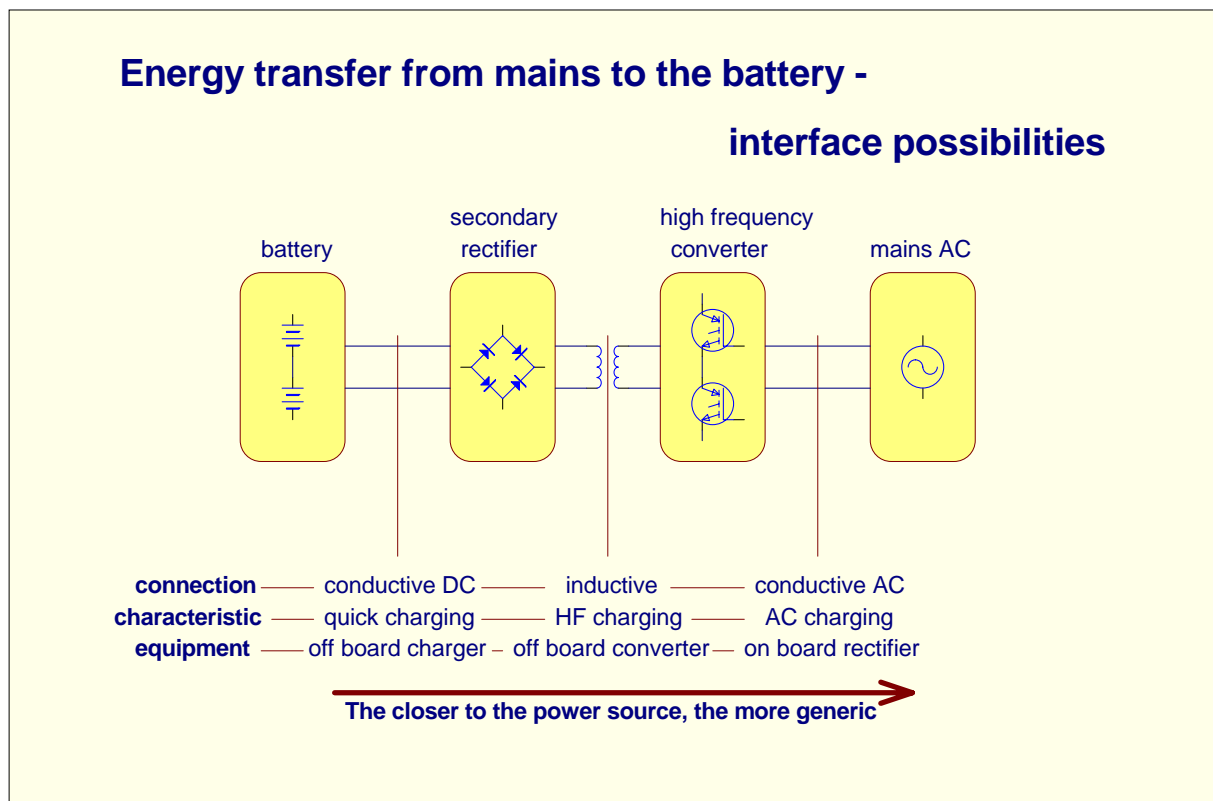 Energy transfer from mains to the battery -
interface possibilities
battery
secondary
rectifier
high frequency
converter
mains AC
connection conductive DC inductive conductive AC
characteristic quick charging HF charging AC charging
equipment off board charger off board converter on board rectifier
The closer to the power source, the more generic